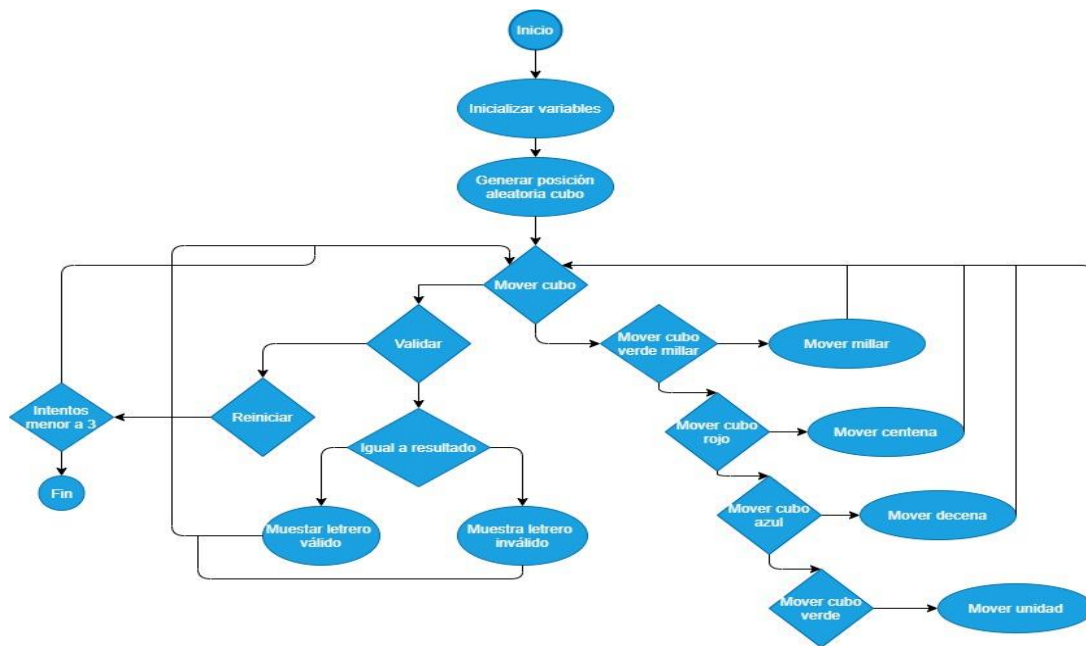 Inicio
Inicializar variables
Generar posición
aleatoria cubo
Mover cubo
Validar
Mover cubo
verde millar
Mover millar
Intentos
menor a 3
Reiniciar
Mover cubo
rojo
Mover centena
Igual a resultado
Fin
Muestar letrero
válido
Muestra letrero
inválido
Mover cubo
azul
Mover decena
Mover cubo
verde
Mover unidad